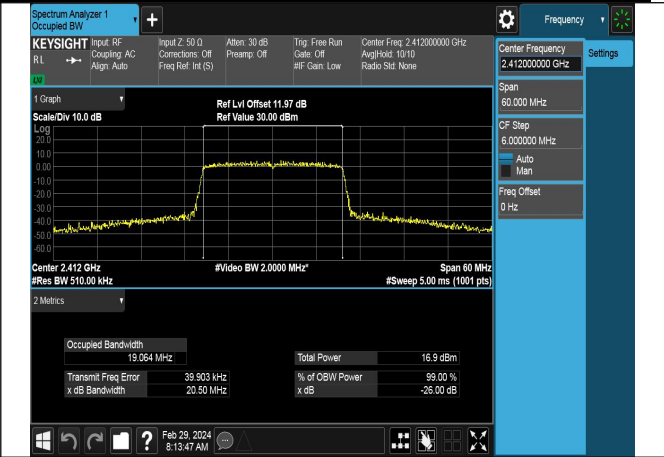 Spectrum Analyzer 1
Occupied BW
+
Frequency
KEYSIGHT
RL
Input: RF
Coupling: AC
Align: Auto
Input Z: 50 Ω
Corrections: Off
Freq Ref: Int (S)
Atten: 30 dB
Preamp: Off
Trig: Free Run
Gate: Off
#IF Gain: Low
Center Freq: 2.412000000 GHz
Avg|Hold: 10/10
Radio Std: None
Center Frequency
2.412000000 GHz
Settings
Span
60.000 MHz
CF Step
6.000000 MHz
Auto
Man
Freq Offset
0 Hz
1 Graph
Scale/Div 10.0 dB
Ref Lvl Offset 11.97 dB
Ref Value 30.00 dBm
Log
20.0
10.0
0.00
-10.0
-20.0
-30.0
-40.0
-50.0
-60.0
Center 2.412 GHz
#Res BW 510.00 kHz
#Video BW 2.0000 MHz*
Span 60 MHz
#Sweep 5.00 ms (1001 pts)
2 Metrics
Occupied Bandwidth
19.064 MHz
Total Power 16.9 dBm
Transmit Freq Error 39.903 kHz
% of OBW Power 99.00 %
x dB Bandwidth 20.50 MHz
x dB -26.00 dB
?
Feb 29, 2024
8:13:47 AM